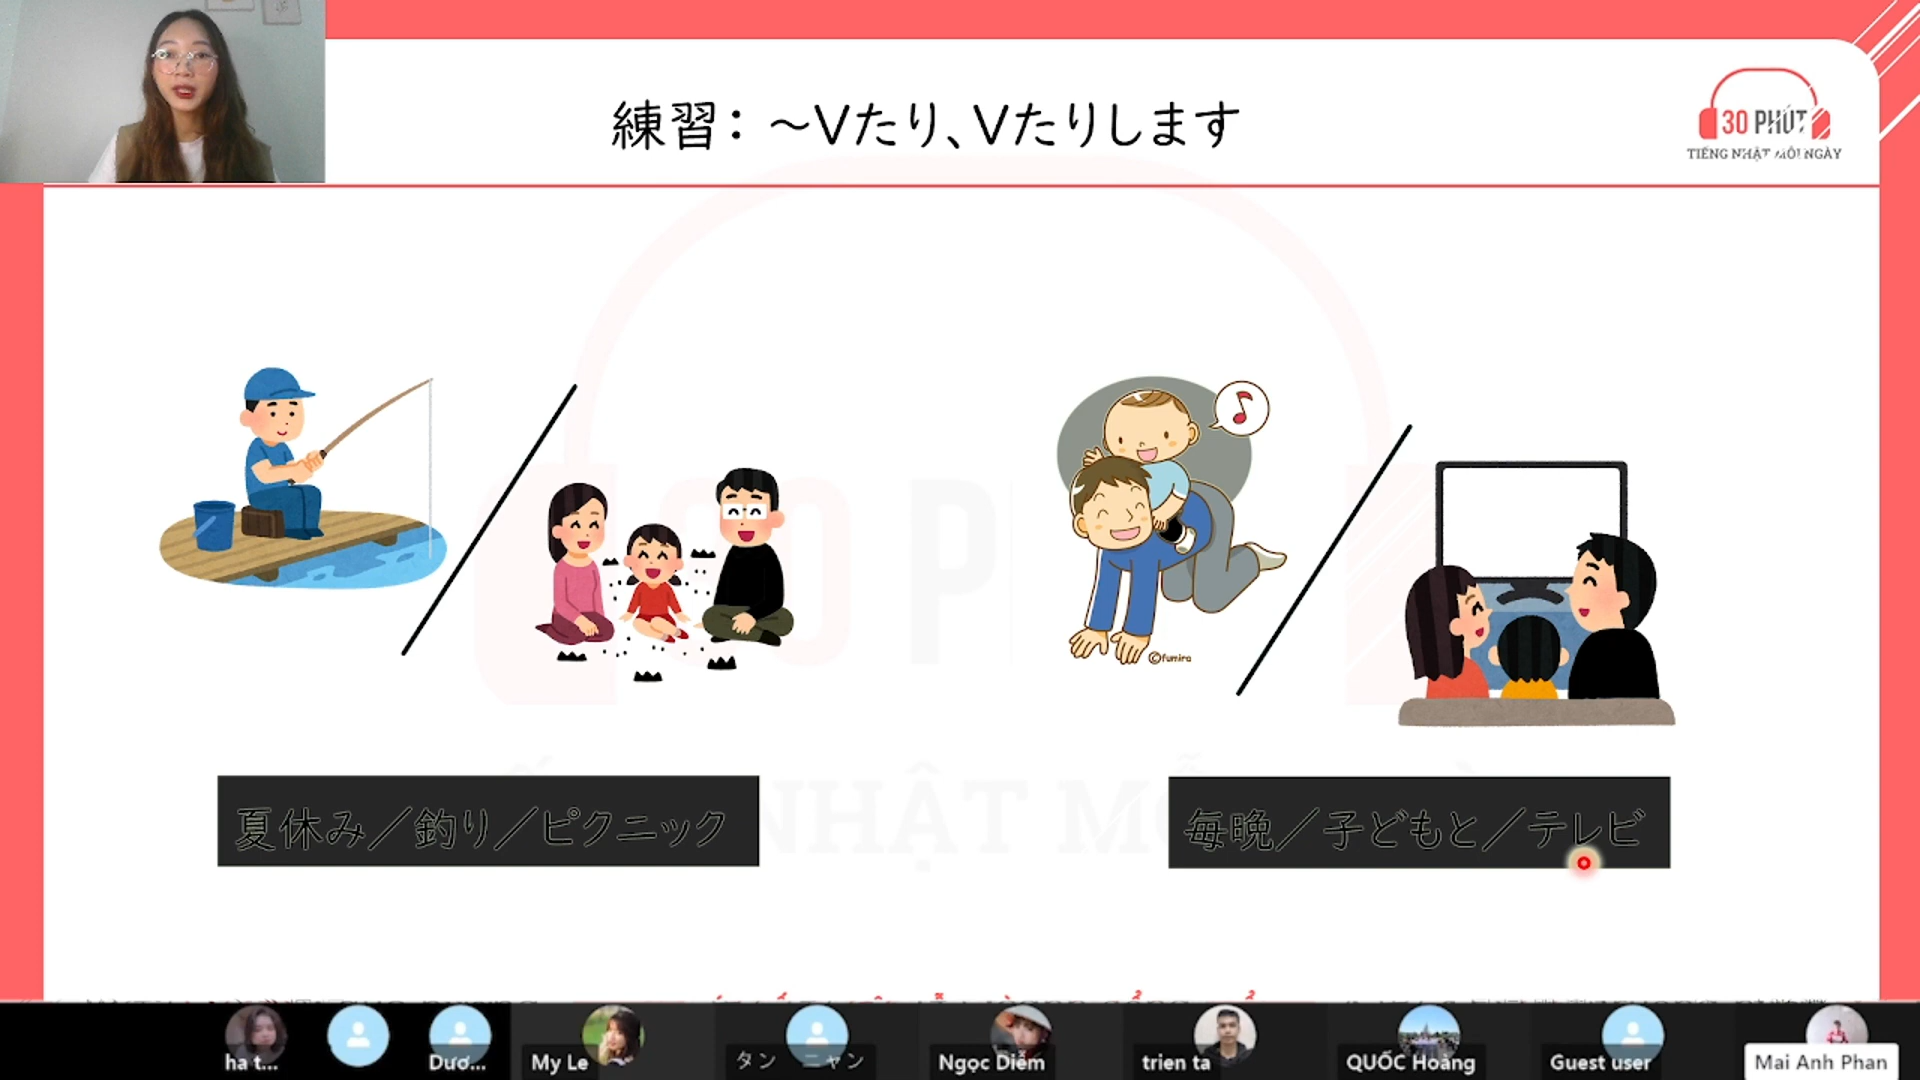 練習：～Vたり、Vたりします
30 PHÚT
TIẾNG NHẬT MỖI NGÀY
©fumira
夏休み／釣り／ピクニック
毎晩／子どもと／テレビ
ha t...
Dươ...
My Le
タン ニャン
Ngọc Diễm
trien ta
QUỐC Hoàng
Guest user
Mai Anh Phan